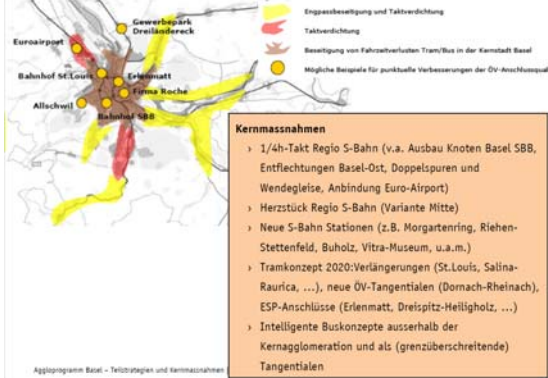 Engpassbeseitigung und Taktverdichtung
Taktverdichtung
Beseitigung von Fahrzeitverlusten Tram/Bus in der Kernstadt Basel
Mögliche Beispiele für punktuelle Verbesserungen der ÖV-Anschlussqual
Gewerbepark
Dreiländereck
Euroairport
Bahnhof St.Louis
Erlenmatt
Firma Roche
Allschwil
Bahnhof SBB
Kernmassnahmen
› 1/4h-Takt Regio S-Bahn (v.a. Ausbau Knoten Basel SBB,
Entflechtungen Basel-Ost, Doppelspuren und
Wendegleise, Anbindung Euro-Airport)
› Herzstück Regio S-Bahn (Variante Mitte)
› Neue S-Bahn Stationen (z.B. Morgartenring, Riehen-
Stettenfeld, Buholz, Vitra-Museum, u.a.m.)
› Tramkonzept 2020:Verlängerungen (St.Louis, Salina-
Raurica, ...), neue ÖV-Tangentialen (Dornach-Rheinach),
ESP-Anschlüsse (Erlenmatt, Dreispitz-Heiligholz, ...)
› Intelligente Buskonzepte ausserhalb der
Kernagglomeration und als (grenzüberschreitende)
Tangentialen
Aggloprogramm Basel – Teilstrategien und Kernmassnahmen |